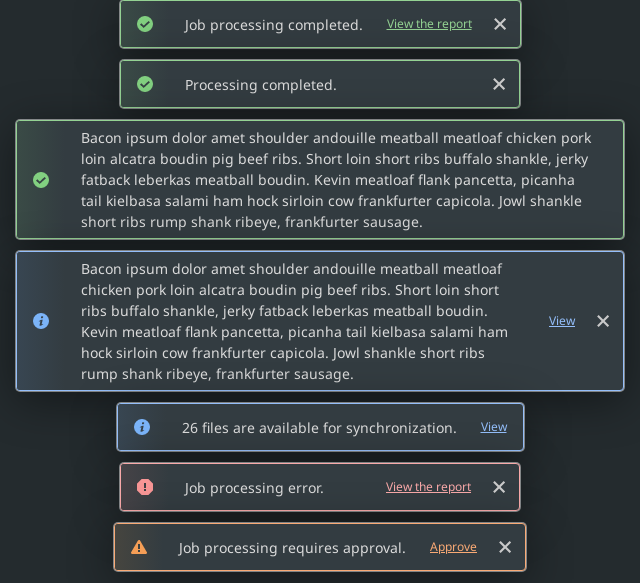 Job processing completed. View the report
Processing completed.
Bacon ipsum dolor amet shoulder andouille meatball meatloaf chicken pork
loin alcatra boudin pig beef ribs. Short loin short ribs buffalo shankle, jerky
fatback leberkas meatball boudin. Kevin meatloaf flank pancetta, picanha
tail kielbasa salami ham hock sirloin cow frankfurter capicola. Jowl shankle
short ribs rump shank ribeye, frankfurter sausage.
Bacon ipsum dolor amet shoulder andouille meatball meatloaf
chicken pork loin alcatra boudin pig beef ribs. Short loin short
ribs buffalo shankle, jerky fatback leberkas meatball boudin.
Kevin meatloaf flank pancetta, picanha tail kielbasa salami ham
hock sirloin cow frankfurter capicola. Jowl shankle short ribs
rump shank ribeye, frankfurter sausage.
View
26 files are available for synchronization. View
Job processing error. View the report
Job processing requires approval. Approve